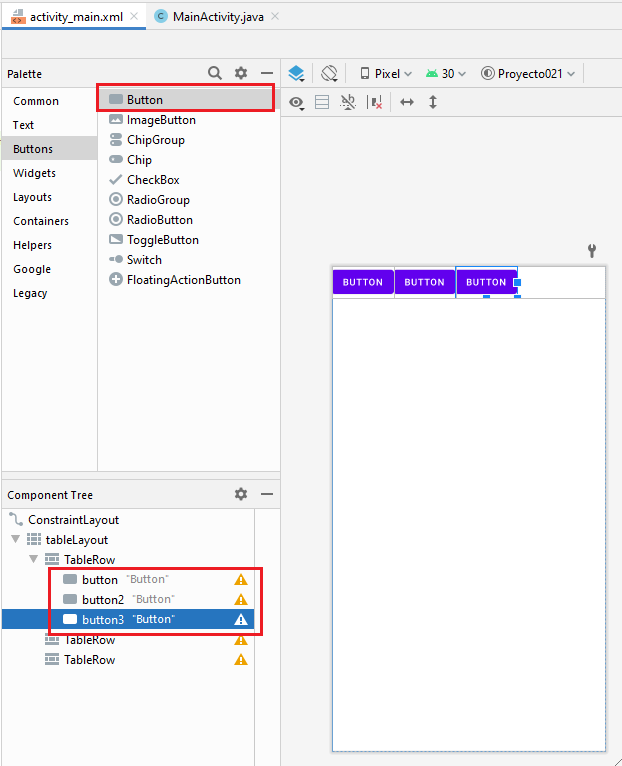 activity_main.xml MainActivity.java
Palette
Pixel 30 Proyecto021
Common
Text
Buttons
Widgets
Layouts
Containers
Helpers
Google
Legacy
Button
ImageButton
ChipGroup
Chip
CheckBox
RadioGroup
RadioButton
ToggleButton
Switch
FloatingActionButton
BUTTON BUTTON BUTTON
Component Tree
ConstraintLayout
tableLayout
TableRow
button "Button"
button2 "Button"
button3 "Button"
TableRow
TableRow